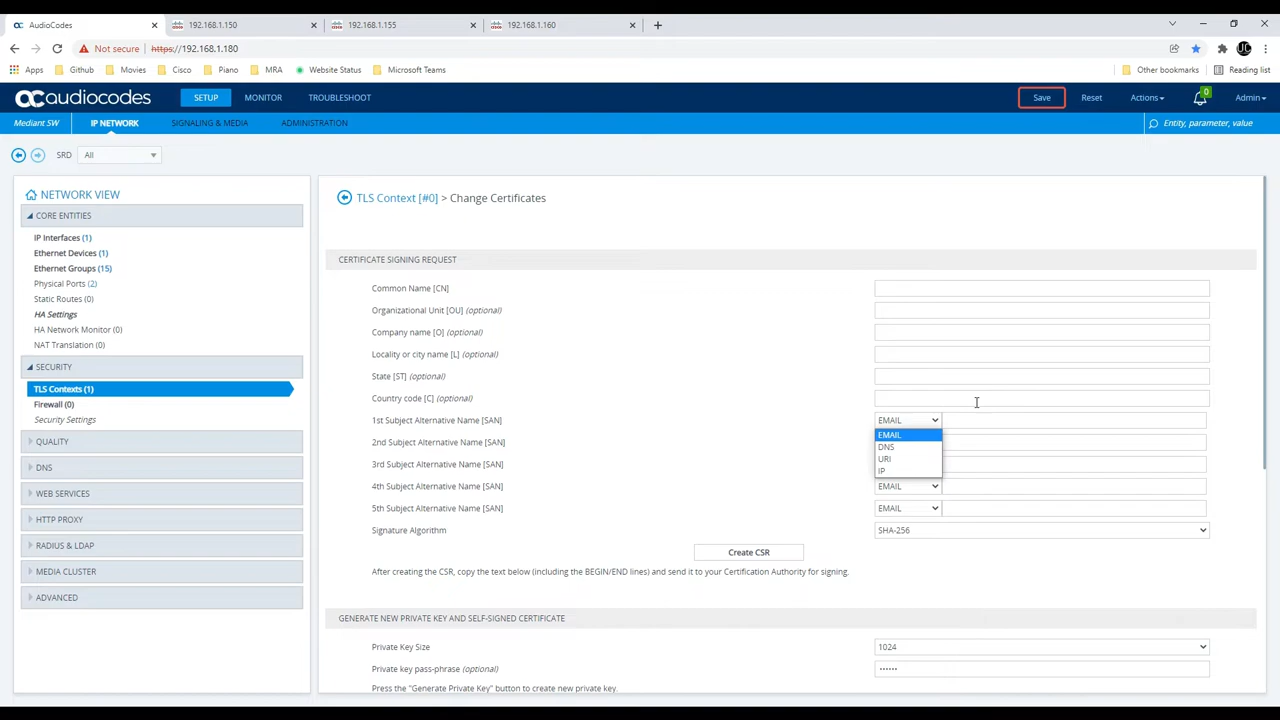 AudioCodes
192.168.1.150
192.168.1.155
192.168.1.160
Not secure https://192.168.1.180
JC
Apps Github Movies Cisco Piano MRA Website Status Microsoft Teams Other bookmarks Reading list
audiocodes SETUP MONITOR TROUBLESHOOT Save Reset Actions 0 Admin
Mediant SW IP NETWORK SIGNALING & MEDIA ADMINISTRATION Entity, parameter, value
SRD All
NETWORK VIEW
CORE ENTITIES
IP Interfaces (1)
Ethernet Devices (1)
Ethernet Groups (15)
Physical Ports (2)
Static Routes (0)
HA Settings
HA Network Monitor (0)
NAT Translation (0)
SECURITY
TLS Contexts (1)
Firewall (0)
Security Settings
QUALITY
DNS
WEB SERVICES
HTTP PROXY
RADIUS & LDAP
MEDIA CLUSTER
ADVANCED
TLS Context [#0] > Change Certificates
CERTIFICATE SIGNING REQUEST
Common Name [CN]
Organizational Unit [OU] (optional)
Company name [O] (optional)
Locality or city name [L] (optional)
State [ST] (optional)
Country code [C] (optional)
1st Subject Alternative Name [SAN] EMAIL
EMAIL
DNS
URI
IP
2nd Subject Alternative Name [SAN]
3rd Subject Alternative Name [SAN]
4th Subject Alternative Name [SAN] EMAIL
5th Subject Alternative Name [SAN] EMAIL
Signature Algorithm SHA-256
Create CSR
After creating the CSR, copy the text below (including the BEGIN/END lines) and send it to your Certification Authority for signing.
GENERATE NEW PRIVATE KEY AND SELF-SIGNED CERTIFICATE
Private Key Size 1024
Private key pass-phrase (optional) ······
Press the "Generate Private Key" button to create new private key.